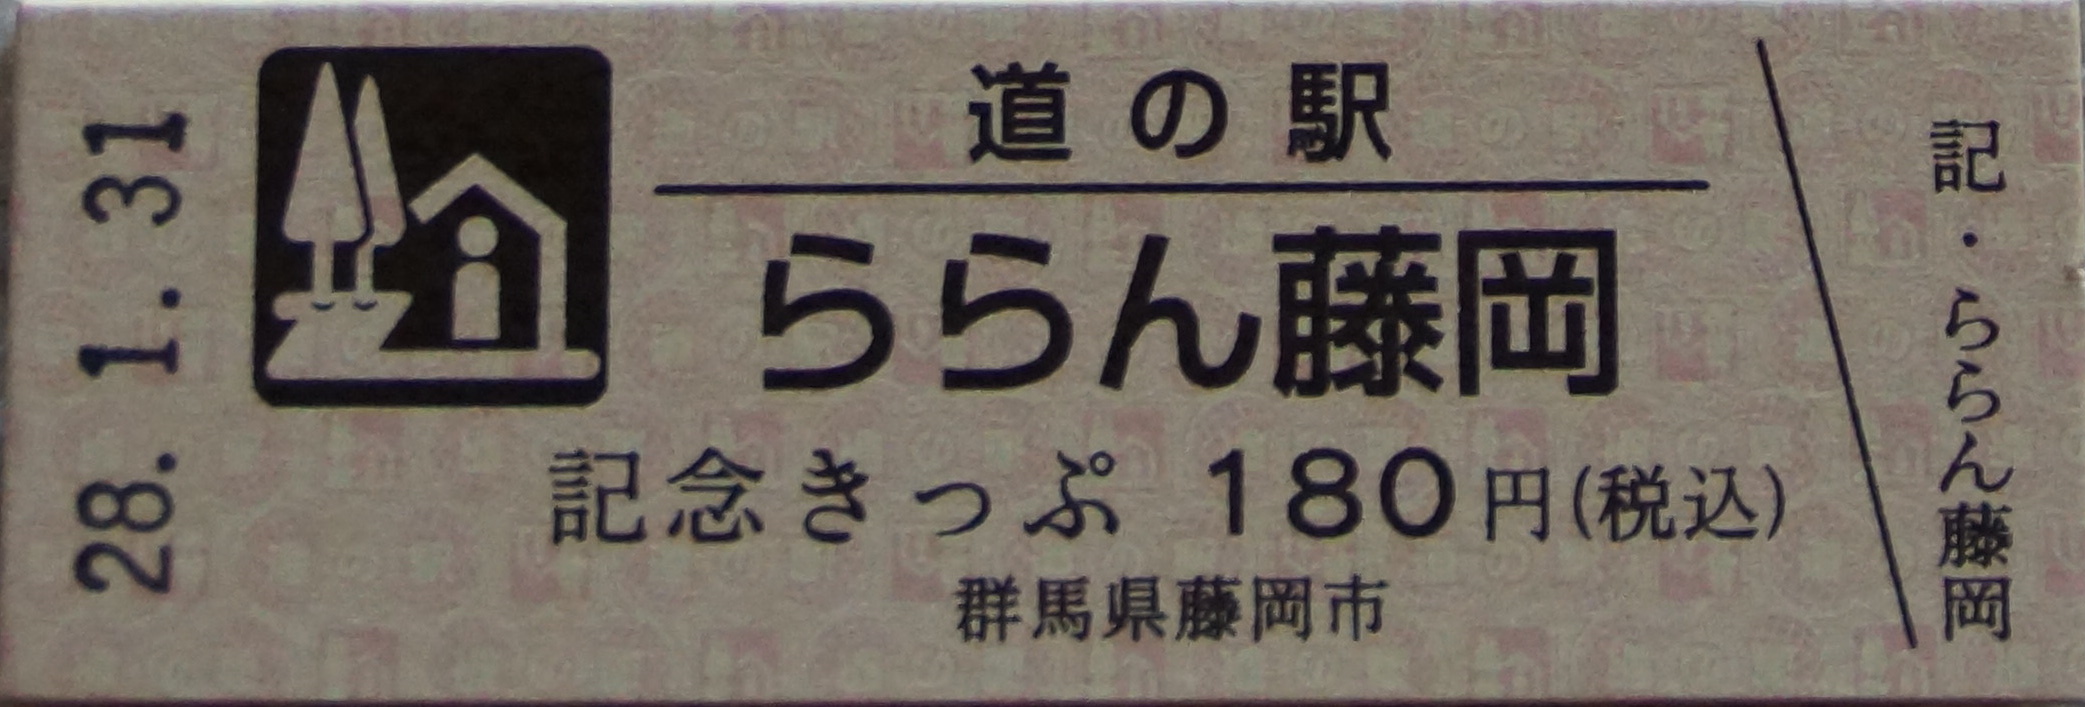 28. 1. 31
道の駅
ららん藤岡
記念きっぷ 180円(税込)
群馬県藤岡市
記・ららん藤岡